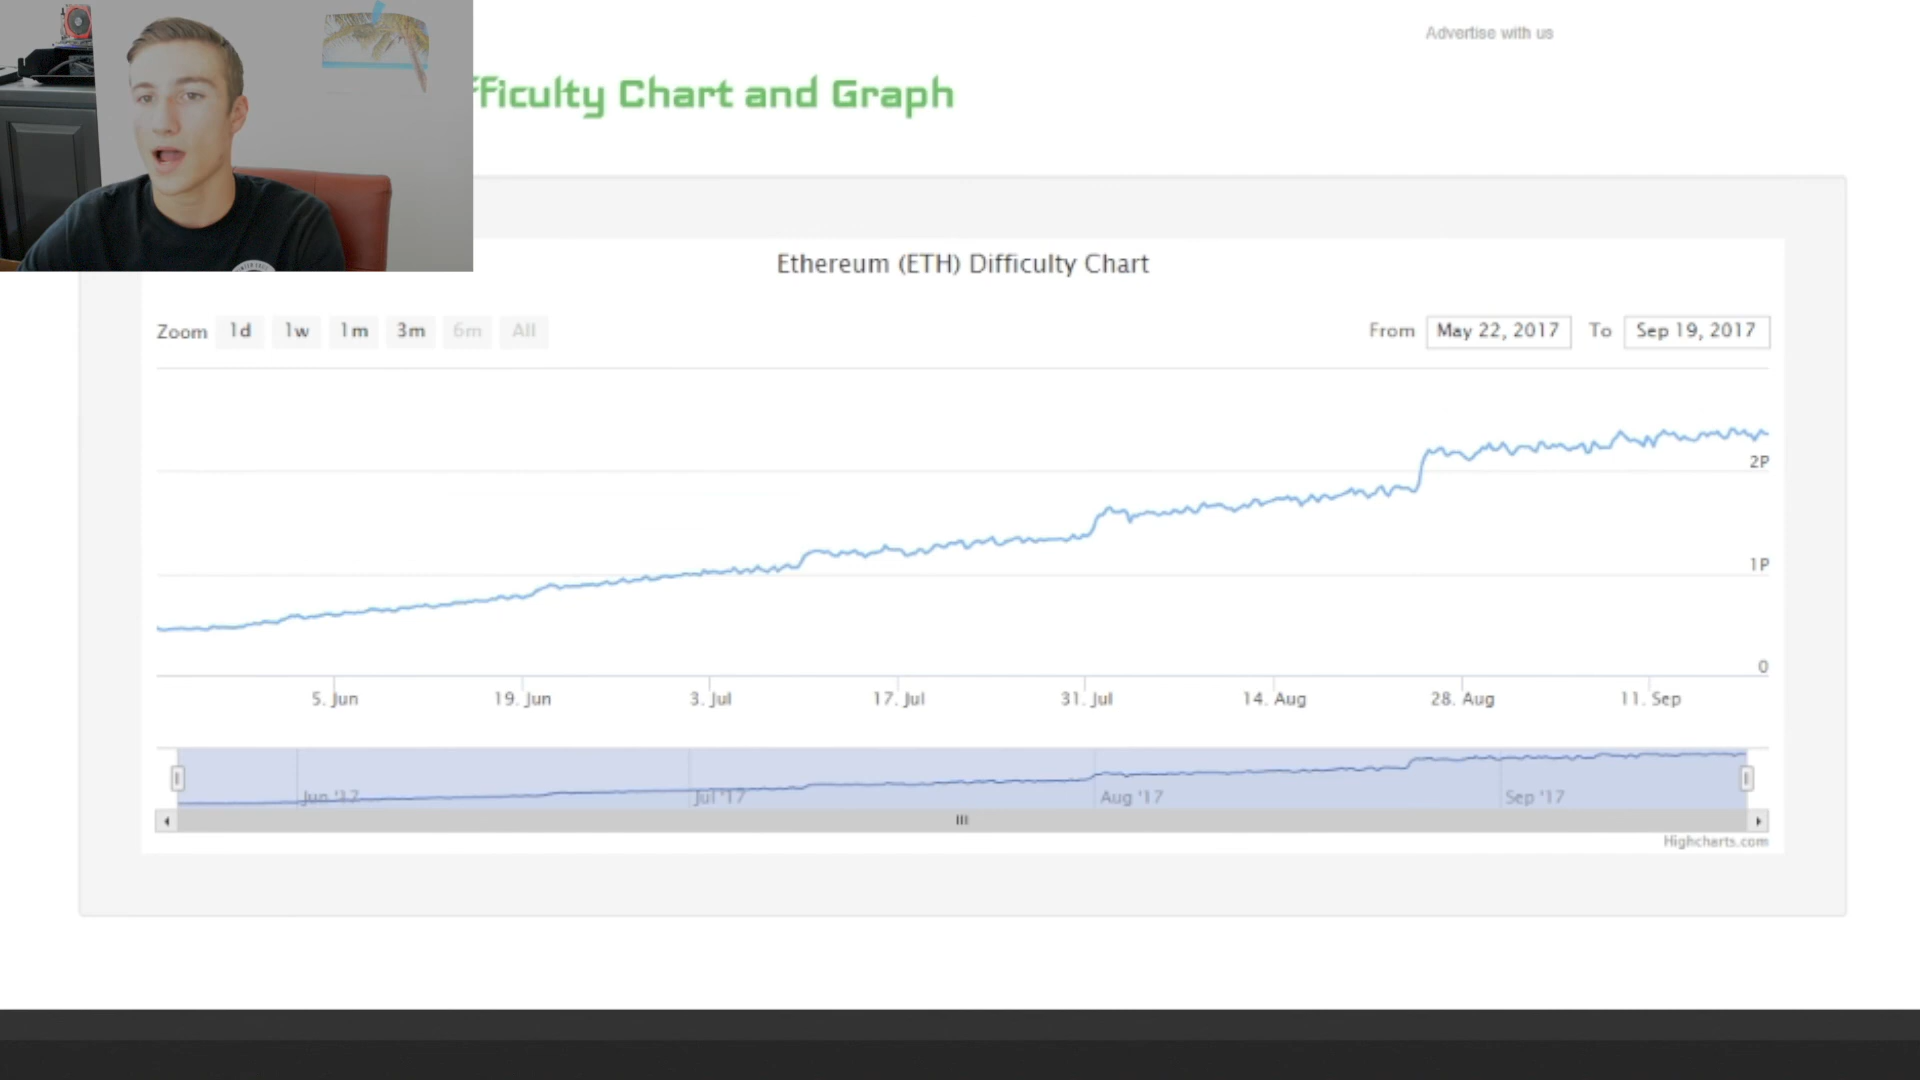 Advertise with us
fficulty Chart and Graph
Ethereum (ETH) Difficulty Chart
Zoom 1d 1w 1m 3m 6m All
From May 22, 2017 To Sep 19, 2017
2P
1P
0
5. Jun 19. Jun 3. Jul 17. Jul 31. Jul 14. Aug 28. Aug 11. Sep
Jun '17 Jul '17 Aug '17 Sep '17
Highcharts.com